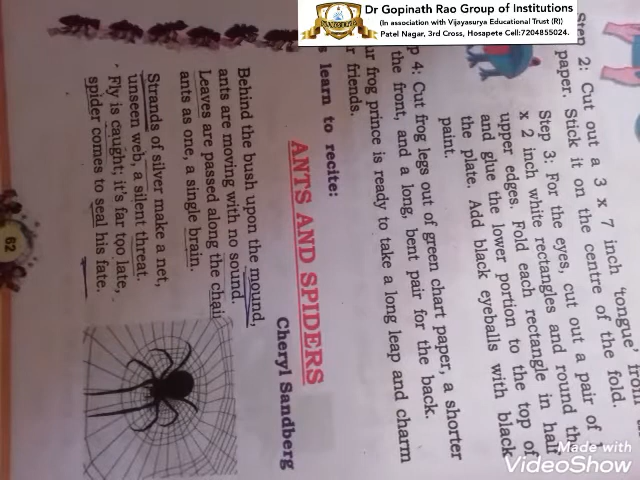 Dr Gopinath Rao Group of Institutions
(In association with Vijayasurya Educational Trust (R))
Patel Nagar, 3rd Cross, Hosapete Cell:7204855024.
Step 2: Cut out a 3 x 7 inch 'tongue' from
paper. Stick it on the centre of the fold.
Step 3: For the eyes, cut out a pair of
x 2 inch white rectangles and round the
upper edges. Fold each rectangle in half
and glue the lower portion to the top of
the plate. Add black eyeballs with black
paint.
p 4: Cut frog legs out of green chart paper, a shorter
the front, and a long, bent pair for the back.
ur frog prince is ready to take a long leap and charm
r friends.
s learn to recite:
ANTS AND SPIDERS
Cheryl Sandberg
Behind the bush upon the mound,
ants are moving with no sound.
Leaves are passed along the chai
ants as one, a single brain.
Strands of silver make a net,
unseen web, a silent threat.
Fly is caught; it's far too late,
spider comes to seal his fate.
62
Made with
VideoShow